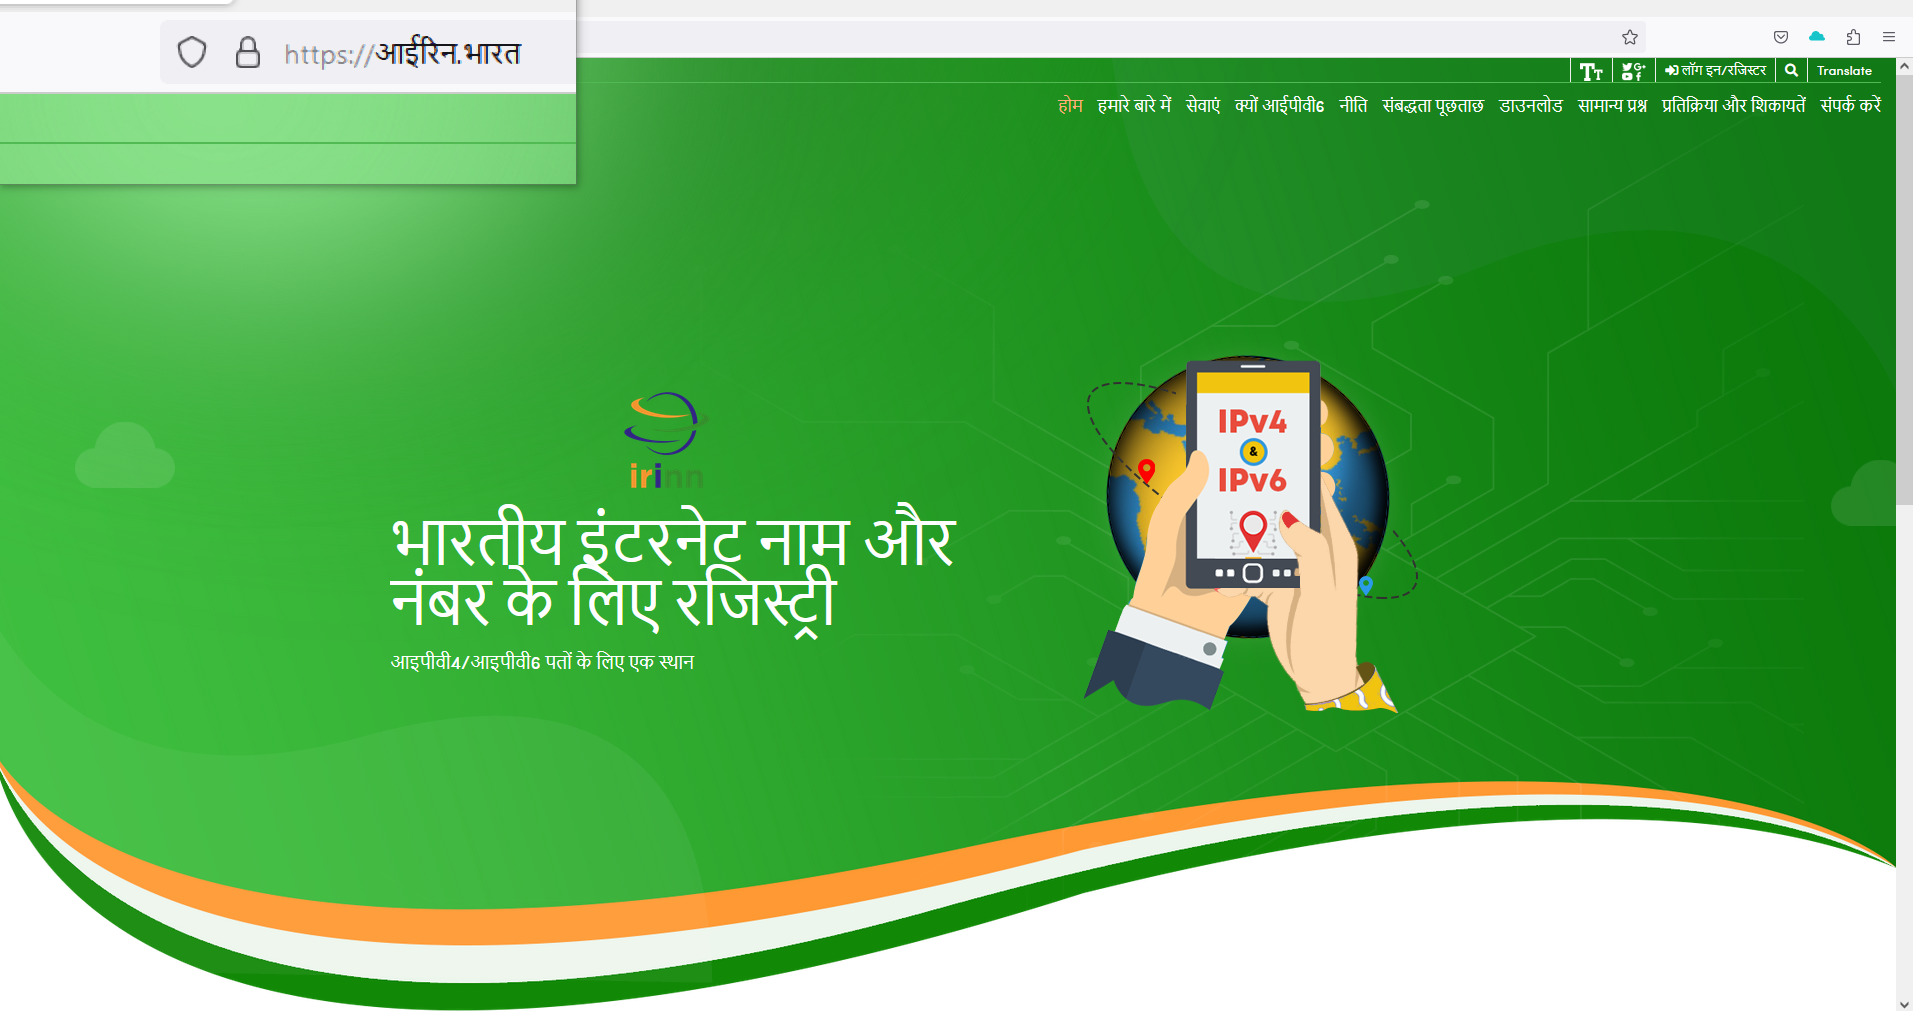 https://आईरिन.भारत
लॉग इन/रजिस्टर Translate
होम हमारे बारे में सेवाएं क्यों आईपीवी6 नीति संबद्धता पूछताछ डाउनलोड सामान्य प्रश्न प्रतिक्रिया और शिकायतें संपर्क करें
irinn
भारतीय इंटरनेट नाम और
नंबर के लिए रजिस्ट्री
आइपीवी4/आइपीवी6 पतों के लिए एक स्थान
IPv4
&
IPv6